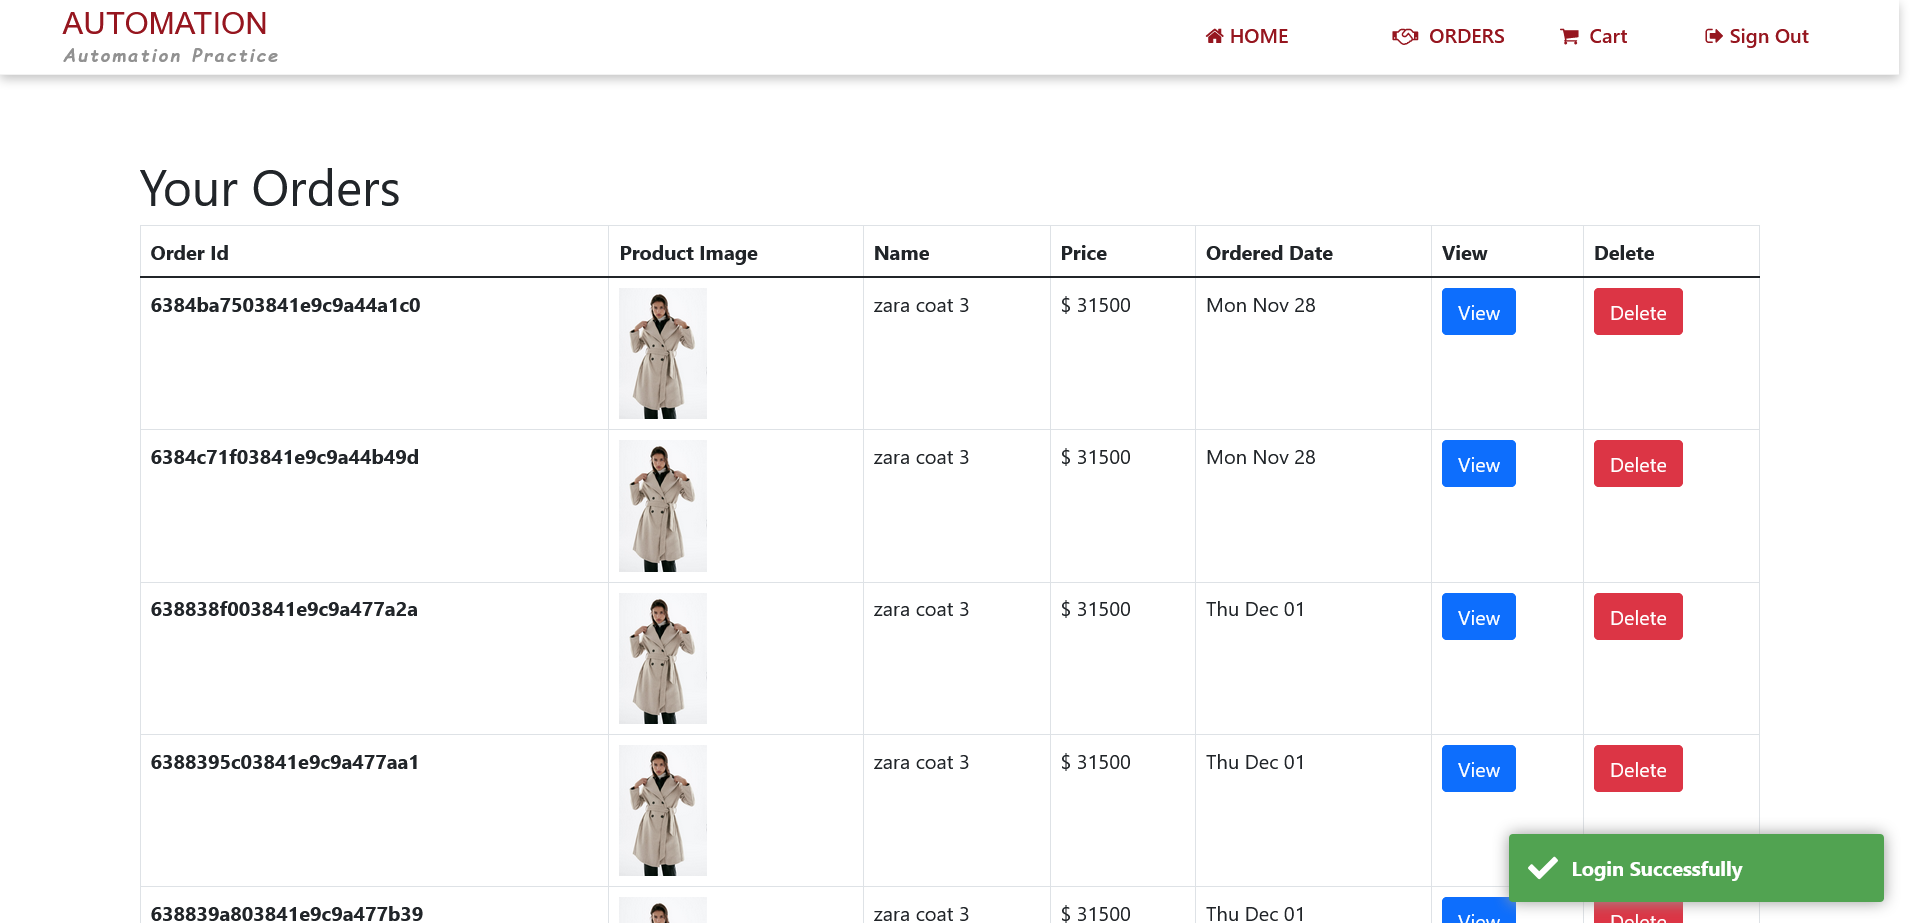 AUTOMATION
Automation Practice
HOME ORDERS Cart Sign Out
Your Orders
Order Id Product Image Name Price Ordered Date View Delete
6384ba7503841e9c9a44a1c0 zara coat 3 $ 31500 Mon Nov 28 View Delete
6384c71f03841e9c9a44b49d zara coat 3 $ 31500 Mon Nov 28 View Delete
638838f003841e9c9a477a2a zara coat 3 $ 31500 Thu Dec 01 View Delete
6388395c03841e9c9a477aa1 zara coat 3 $ 31500 Thu Dec 01 View Delete
Login Successfully
638839a803841e9c9a477b39 zara coat 3 $ 31500 Thu Dec 01 View Delete